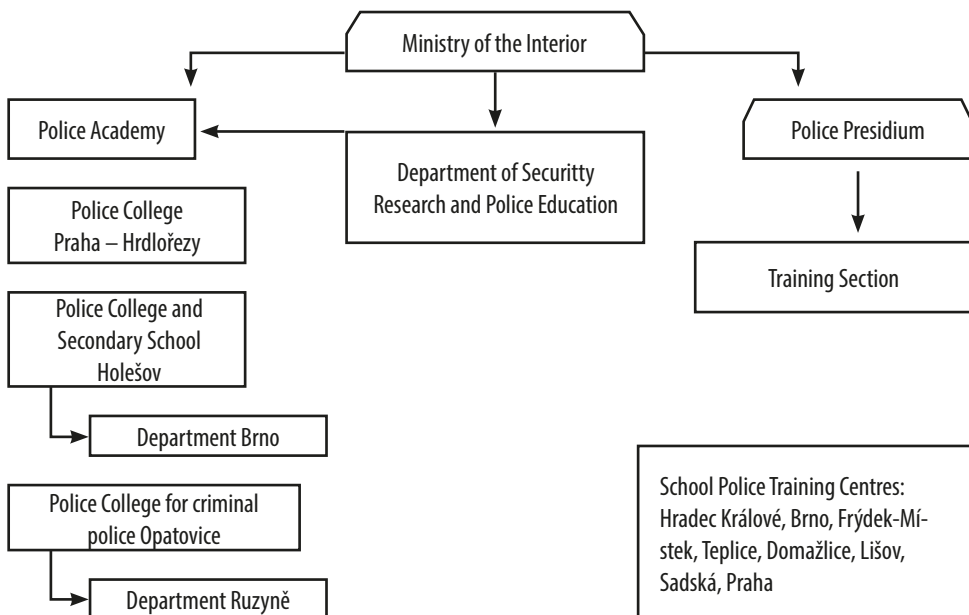 Ministry of the Interior
Police Academy
Police Presidium
Department of Securitty
Research and Police Education
Police College
Praha – Hrdlořezy
Training Section
Police College and
Secondary School
Holešov
Department Brno
Police College for criminal
police Opatovice
Department Ruzyně
School Police Training Centres:
Hradec Králové, Brno, Frýdek-Mí-
stek, Teplice, Domažlice, Lišov,
Sadská, Praha